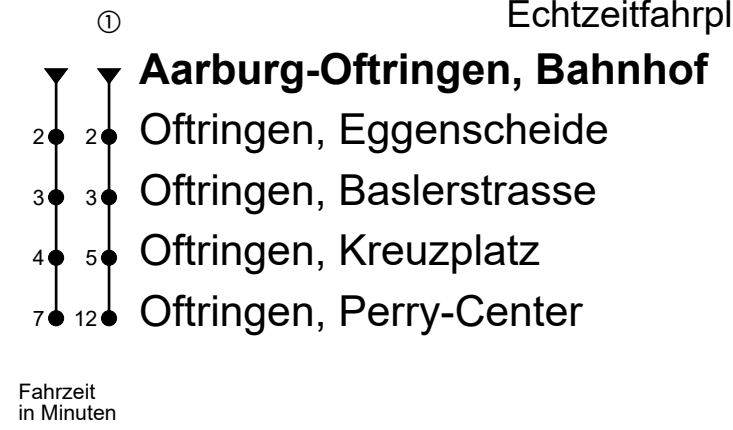 ① Echtzeitfahrpl
Aarburg-Oftringen, Bahnhof
2 2 Oftringen, Eggenscheide
3 3 Oftringen, Baslerstrasse
4 5 Oftringen, Kreuzplatz
7 12 Oftringen, Perry-Center
Fahrzeit
in Minuten